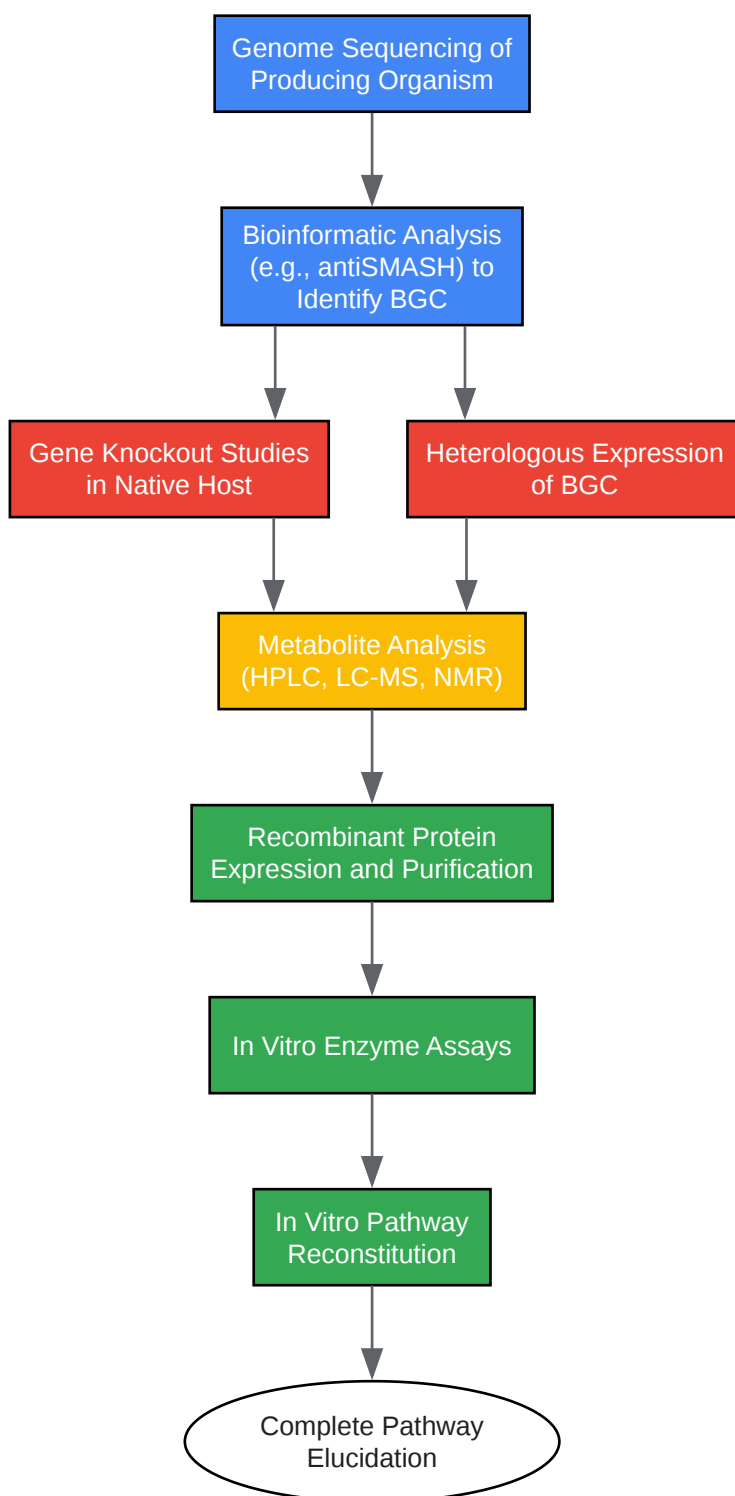 Genome Sequencing of
Producing Organism
Bioinformatic Analysis
(e.g., antiSMASH) to
Identify BGC
Gene Knockout Studies
in Native Host
Heterologous Expression
of BGC
Metabolite Analysis
(HPLC, LC-MS, NMR)
Recombinant Protein
Expression and Purification
In Vitro Enzyme Assays
In Vitro Pathway
Reconstitution
Complete Pathway
Elucidation